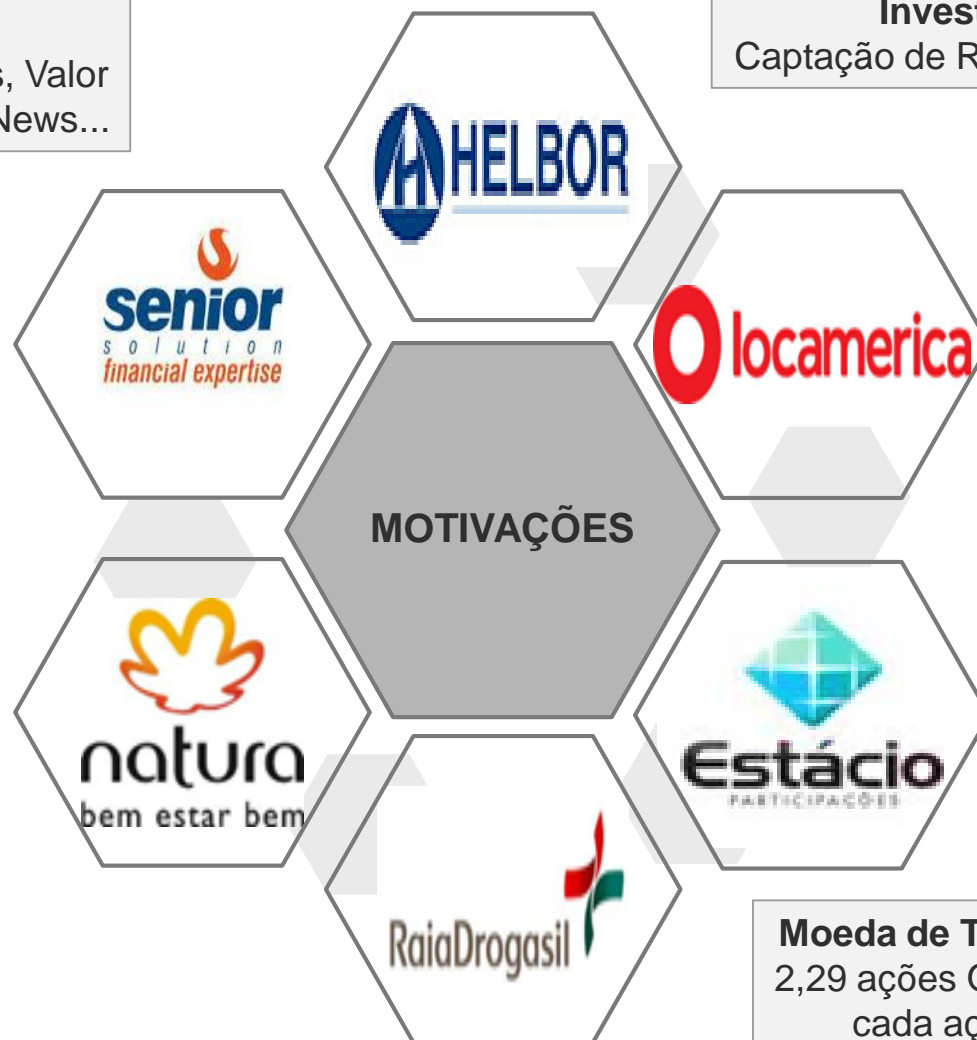 , Valor
News...
Invest
Captação de R
HELBOR
senior
solution
financial expertise
locamerica
MOTIVAÇÕES
natura
bem estar bem
Estácio
PARTICIPAÇÕES
RaiaDrogasil
Moeda de T
2,29 ações
cada aç